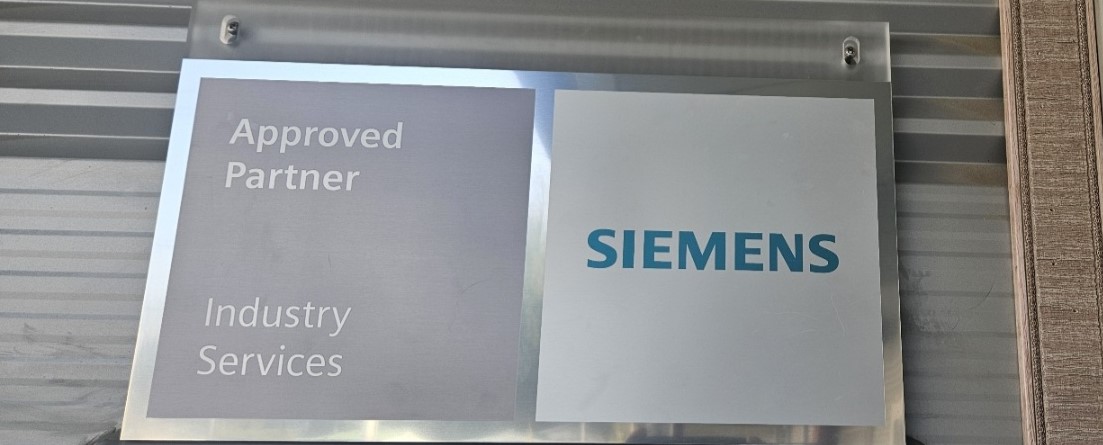 Approved
Partner
Industry
Services
SIEMENS